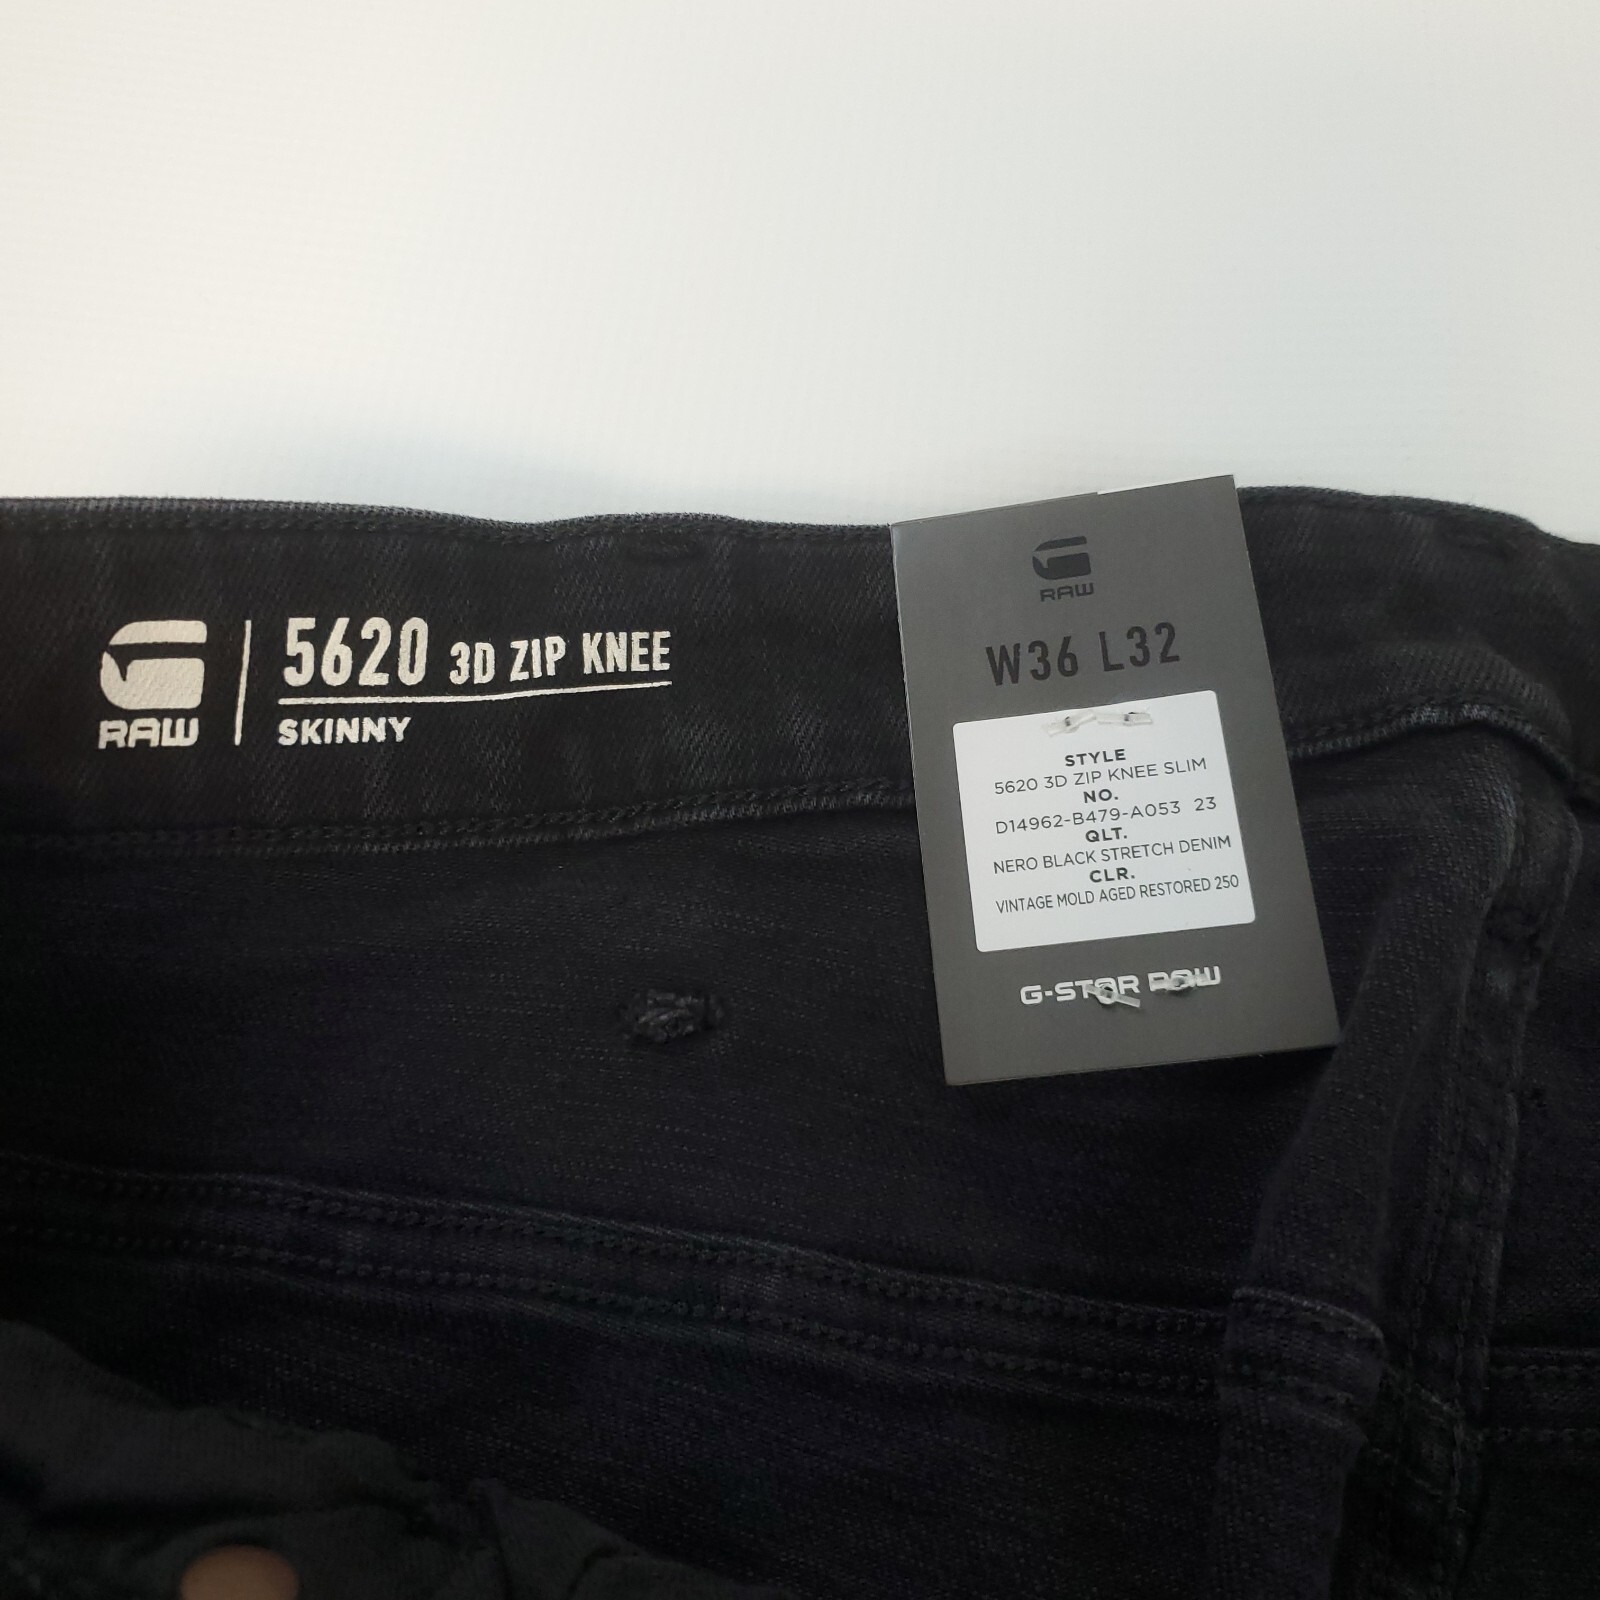 RAW
5620 3D ZIP KNEE
SKINNY
RAW
W36 L32
STYLE
5620 3D ZIP KNEE SLIM
NO.
D14962-B479-A053 23
QLT.
NERO BLACK STRETCH DENIM
CLR.
VINTAGE MOLD AGED RESTORED 250
G-STAR RAW